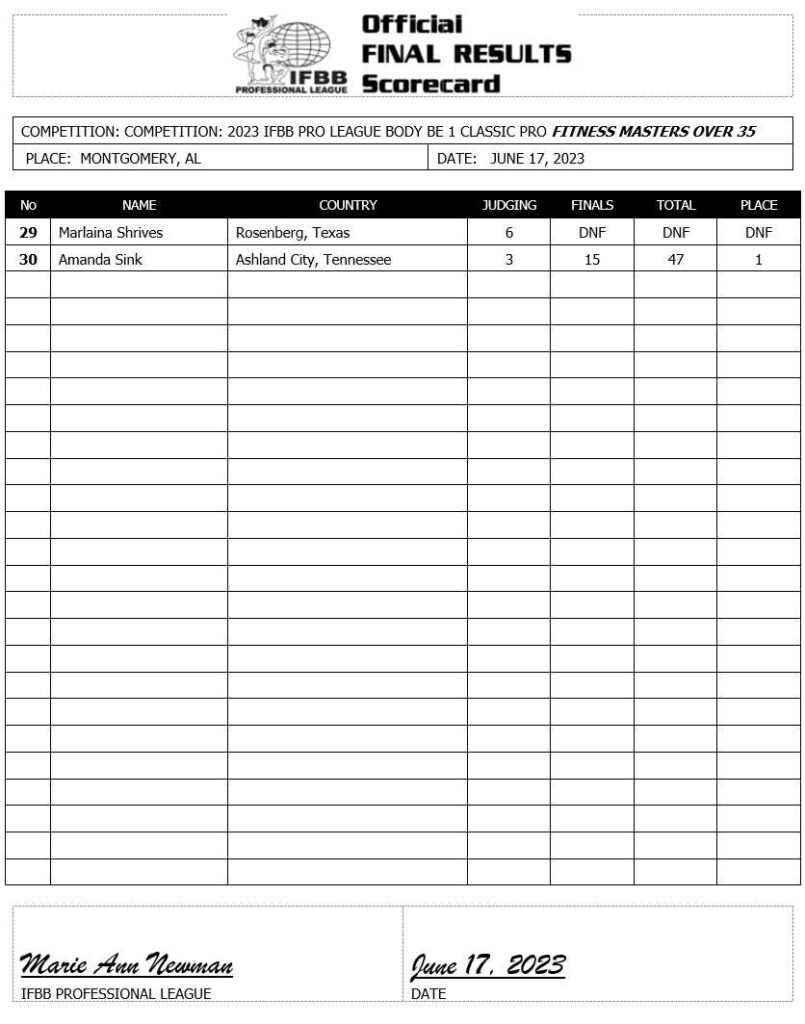 Official
FINAL RESULTS
Scorecard
IFBB
PROFESSIONAL LEAGUE
COMPETITION: COMPETITION: 2023 IFBB PRO LEAGUE BODY BE 1 CLASSIC PRO FITNESS MASTERS OVER 35
PLACE: MONTGOMERY, AL DATE: JUNE 17, 2023
No NAME COUNTRY JUDGING FINALS TOTAL PLACE
29 Marlaina Shrives Rosenberg, Texas 6 DNF DNF DNF
30 Amanda Sink Ashland City, Tennessee 3 15 47 1
Marie Ann Newman June 17, 2023
IFBB PROFESSIONAL LEAGUE DATE